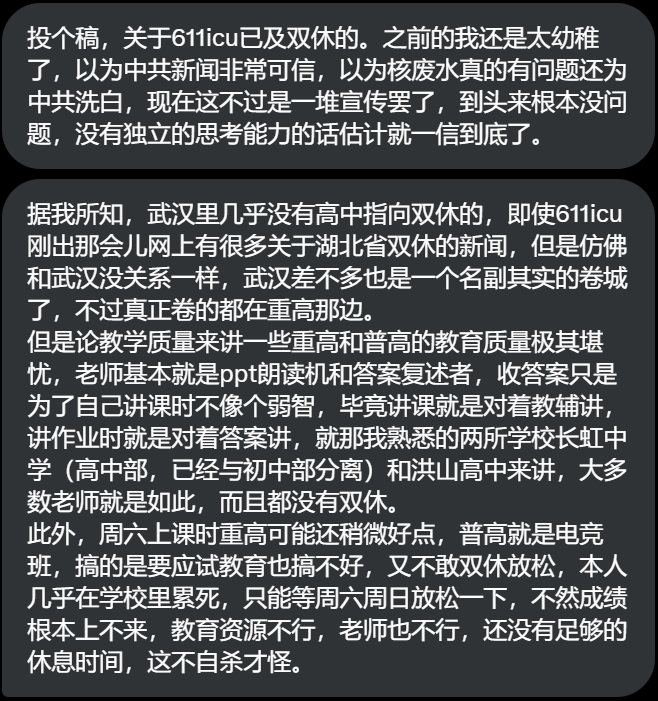 投个稿，关于611icu已及双休的。之前的我还是太幼稚
了，以为中共新闻非常可信，以为核废水真的有问题还为
中共洗白，现在这不过是一堆宣传罢了，到头来根本没问
题，没有独立的思考能力的话估计就一信到底了。
据我所知，武汉里几乎没有高中指向双休的，即使611icu
刚出那会儿网上有很多关于湖北省双休的新闻，但是仿佛
和武汉没关系一样，武汉差不多也是一个名副其实的卷城
了，不过真正卷的都在重高那边。
但是论教学质量来讲一些重高和普高的教育质量极其堪
忧，老师基本就是ppt朗读机和答案复述者，收答案只是
为了自己讲课时不像个弱智，毕竟讲课就是对着教辅讲，
讲作业时就是对着答案讲，就那我熟悉的两所学校长虹中
学（高中部，已经与初中部分离）和洪山高中来讲，大多
数老师就是如此，而且都没有双休。
此外，周六上课时重高可能还稍微好点，普高就是电竞
班，搞的是要应试教育也搞不好，又不敢双休放松，本人
几乎在学校里累死，只能等周六周日放松一下，不然成绩
根本上不来，教育资源不行，老师也不行，还没有足够的
休息时间，这不自杀才怪。